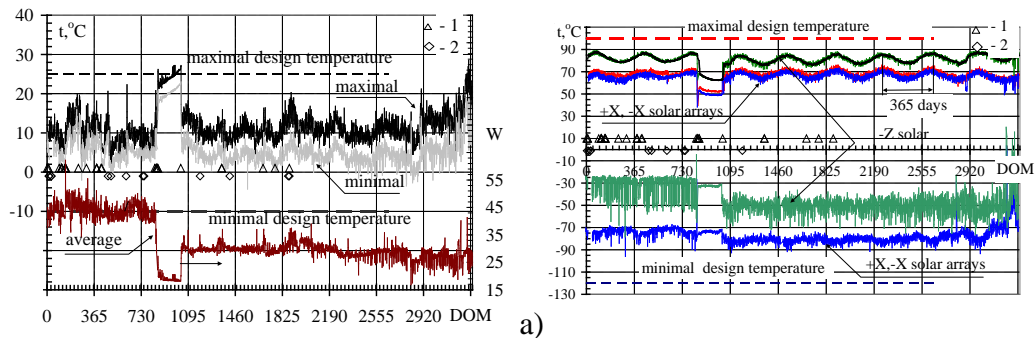 t,°C
- 1
- 2
maximal design temperature
maximal
W
minimal
minimal design temperature
average
40
30
20
10
0
-10
55
45
35
25
15
0 365 730 1095 1460 1825 2190 2555 2920 DOM
a)
t,°C
maximal design temperature
- 1
- 2
+X, -X solar arrays
365 days
-Z solar
DOM
minimal design temperature
+X,-X solar arrays
110
90
70
50
30
10
-10
-30
-50
-70
-90
-110
-130
0 365 730 1095 1460 1825 2190 2555 2920